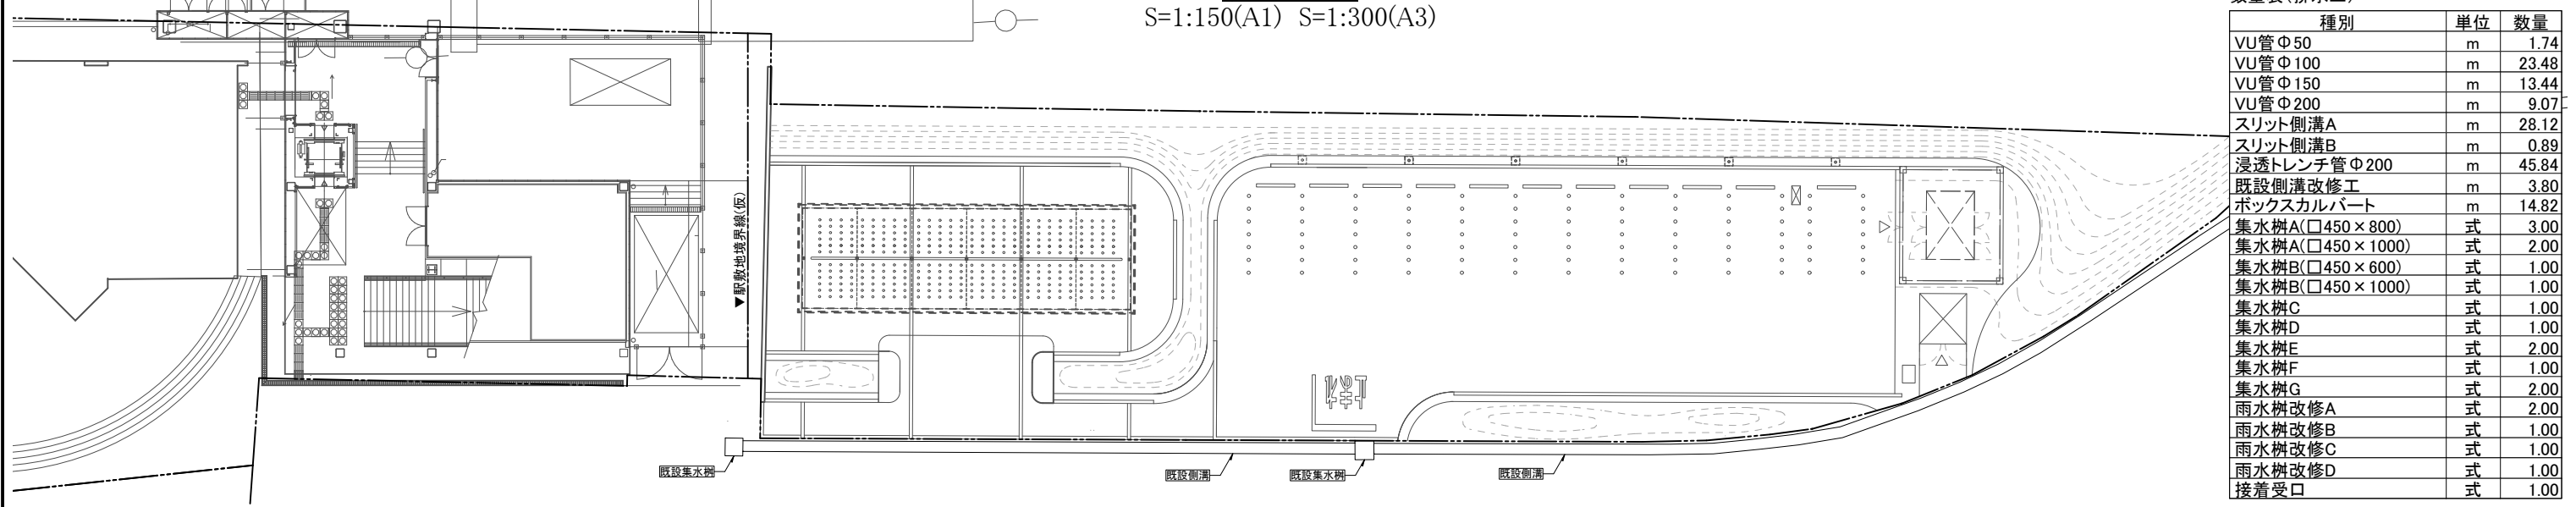 S=1:150(A1) S=1:300(A3)
種別 単位 数量
VU管Φ50 m 1.74
VU管Φ100 m 23.48
VU管Φ150 m 13.44
VU管Φ200 m 9.07
スリット側溝A m 28.12
スリット側溝B m 0.89
浸透トレンチ管Φ200 m 45.84
既設側溝改修工 m 3.80
ボックスカルバート m 14.82
集水桝A(□450×800) 式 3.00
集水桝A(□450×1000) 式 2.00
集水桝B(□450×600) 式 1.00
集水桝B(□450×1000) 式 1.00
集水桝C 式 1.00
集水桝D 式 1.00
集水桝E 式 2.00
集水桝F 式 1.00
集水桝G 式 2.00
雨水桝改修A 式 2.00
雨水桝改修B 式 1.00
雨水桝改修C 式 1.00
雨水桝改修D 式 1.00
接着受口 式 1.00
▼駅敷地境界線(仮)
既設集水桝
既設側溝
既設集水桝
既設側溝